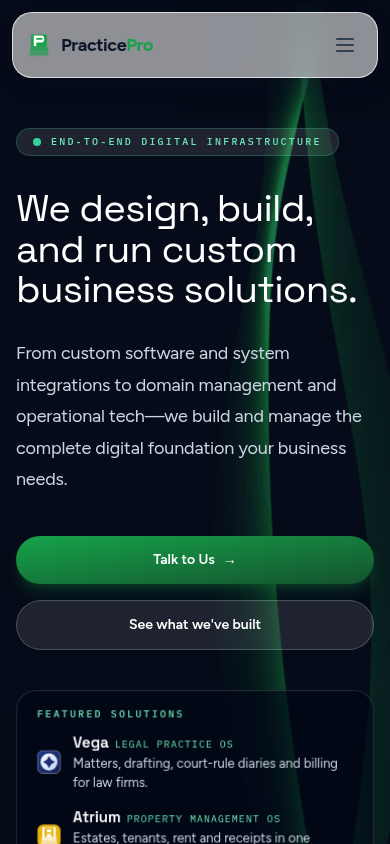 PracticePro
END-TO-END DIGITAL INFRASTRUCTURE
We design, build,
and run custom
business solutions.
From custom software and system
integrations to domain management and
operational tech—we build and manage the
complete digital foundation your business
needs.
Talk to Us →
See what we've built
FEATURED SOLUTIONS
Vega LEGAL PRACTICE OS
Matters, drafting, court-rule diaries and billing
for law firms.
Atrium PROPERTY MANAGEMENT OS
Estates, tenants, rent and receipts in one